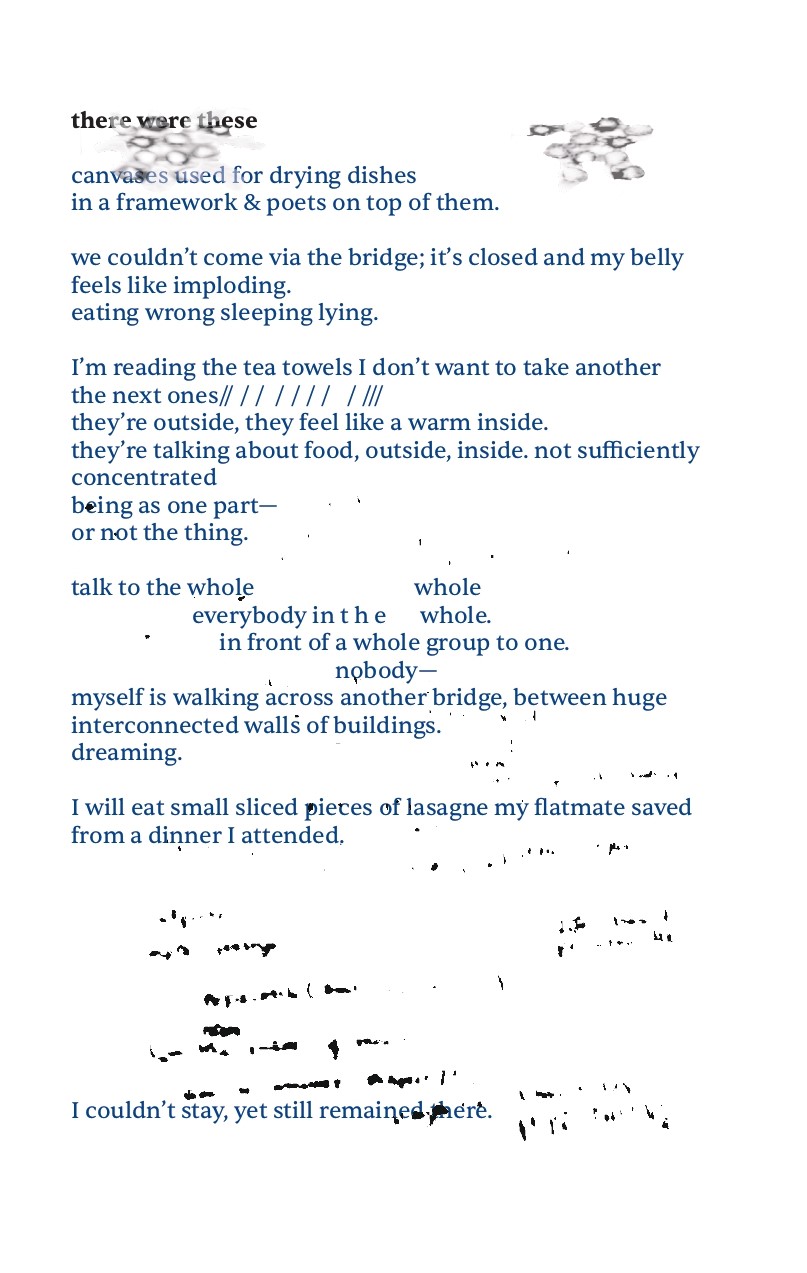 there were these
canvases used for drying dishes
in a framework & poets on top of them.
we couldn’t come via the bridge; it’s closed and my belly
feels like imploding.
eating wrong sleeping lying.
I’m reading the tea towels I don’t want to take another
the next ones// / /  / / / /   / ///
they’re outside, they feel like a warm inside.
they’re talking about food, outside, inside. not sufficiently
concentrated
being as one part—
or not the thing.
talk to the whole whole
everybody in t h e whole.
in front of a whole group to one.
nobody—
myself is walking across another bridge, between huge
interconnected walls of buildings.
dreaming.
I will eat small sliced pieces of lasagne my flatmate saved
from a dinner I attended.
I couldn’t stay, yet still remained there.